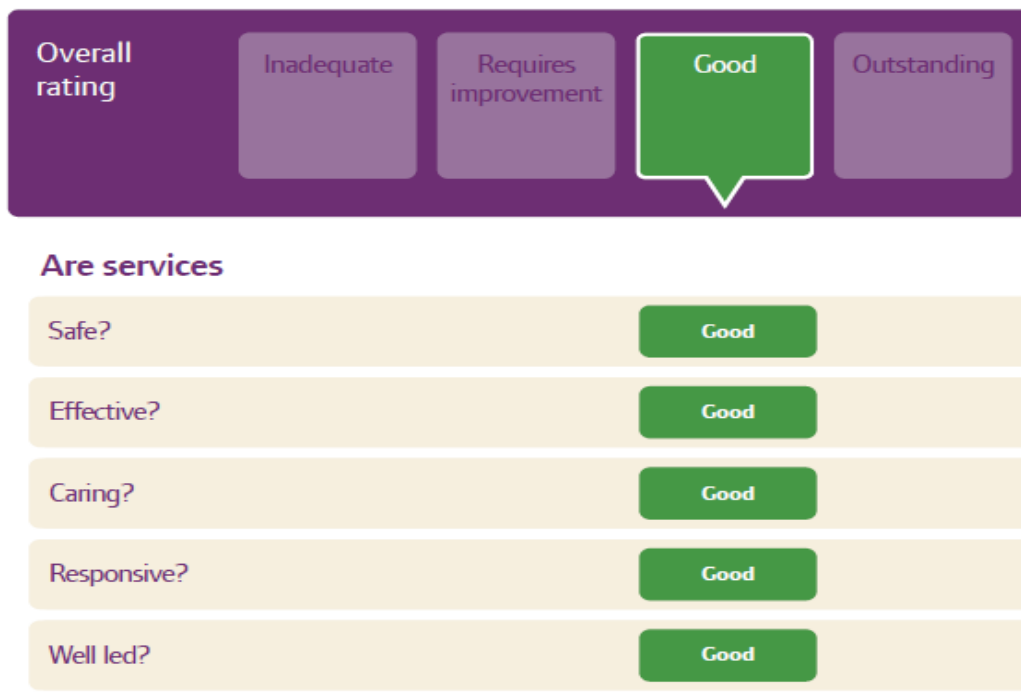 Overall
rating
Inadequate
Requires
improvement
Good
Outstanding
Are services
Safe?
Good
Effective?
Good
Caring?
Good
Responsive?
Good
Well led?
Good